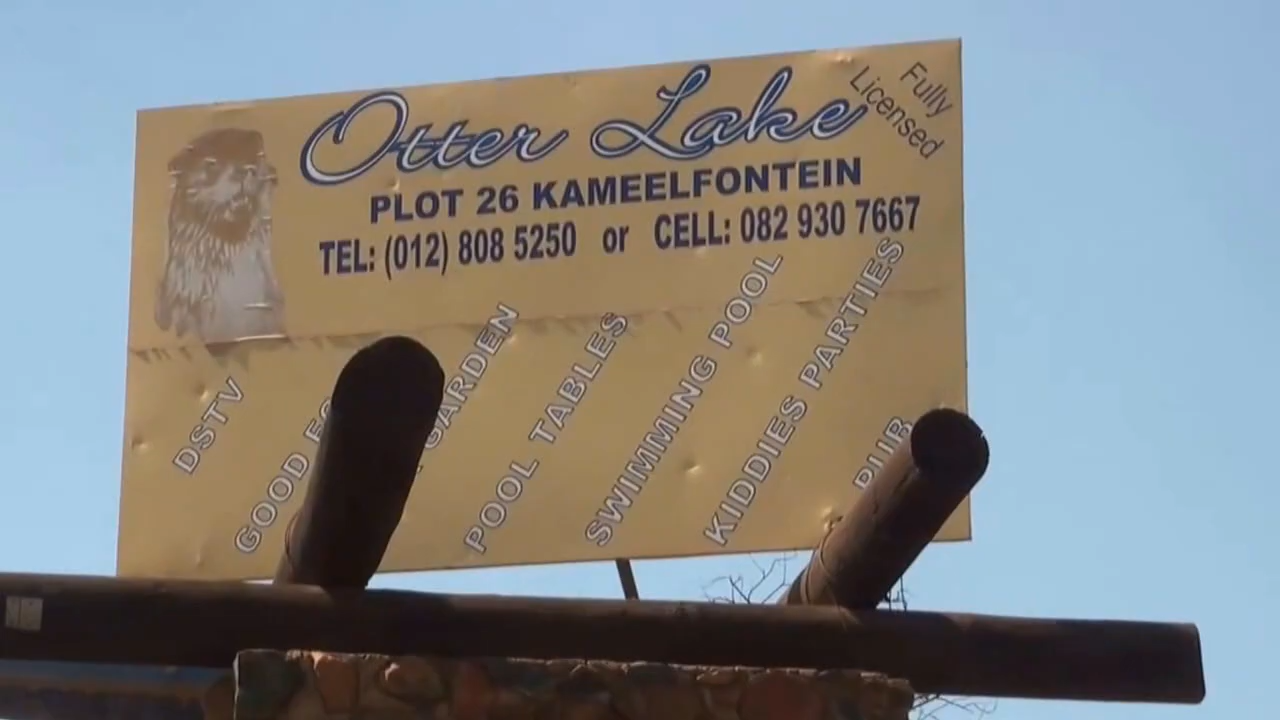 Otter Lake
Fully
Licensed
PLOT 26 KAMEELFONTEIN
TEL: (012) 808 5250 or CELL: 082 930 7667
DSTV
GOOD
GARDEN
POOL TABLES
SWIMMING POOL
KIDDIES PARTIES
PUB